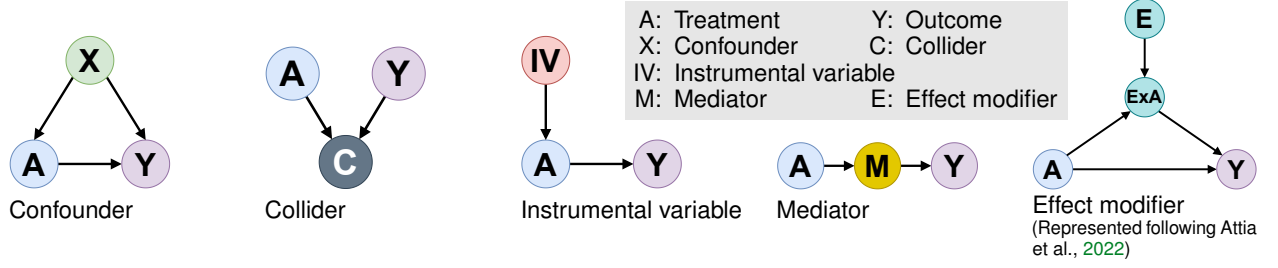 A: Treatment Y: Outcome
X: Confounder C: Collider
IV: Instrumental variable
M: Mediator E: Effect modifier
X
A
Y
Confounder
A
Y
C
Collider
IV
A
Y
Instrumental variable
A
M
Y
Mediator
E
ExA
A
Y
Effect modifier
(Represented following Attia
et al., 2022)